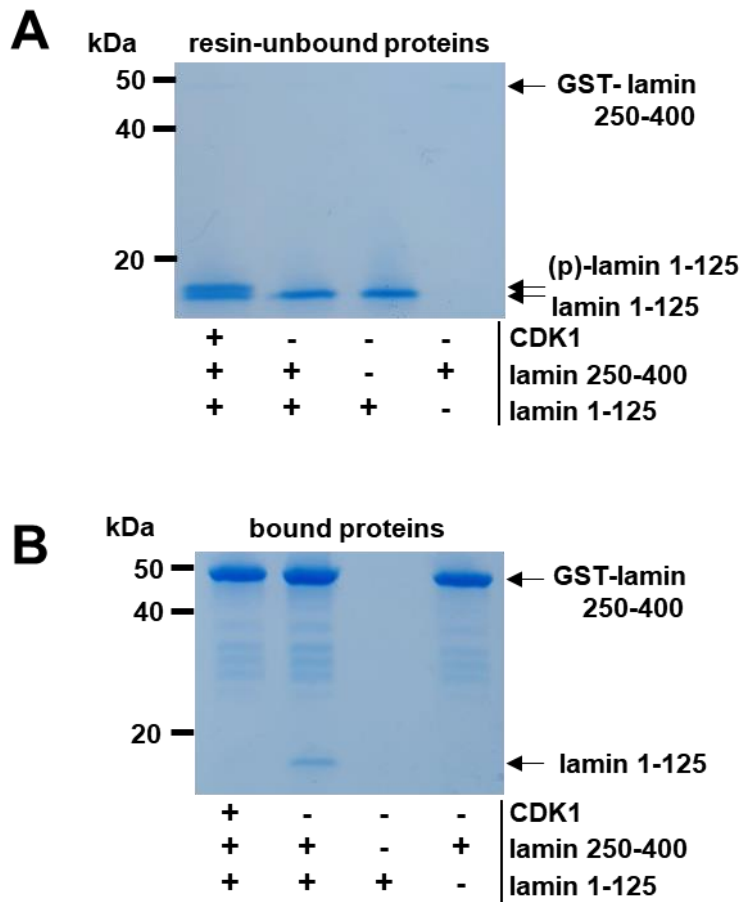 A
kDa
resin-unbound proteins
50
GST- lamin
250-400
40
20
(p)-lamin 1-125
lamin 1-125
+ - - - CDK1
+ + - + lamin 250-400
+ + + - lamin 1-125
B
kDa
bound proteins
50
GST-lamin
250-400
40
20
lamin 1-125
+ - - - CDK1
+ + - + lamin 250-400
+ + + - lamin 1-125